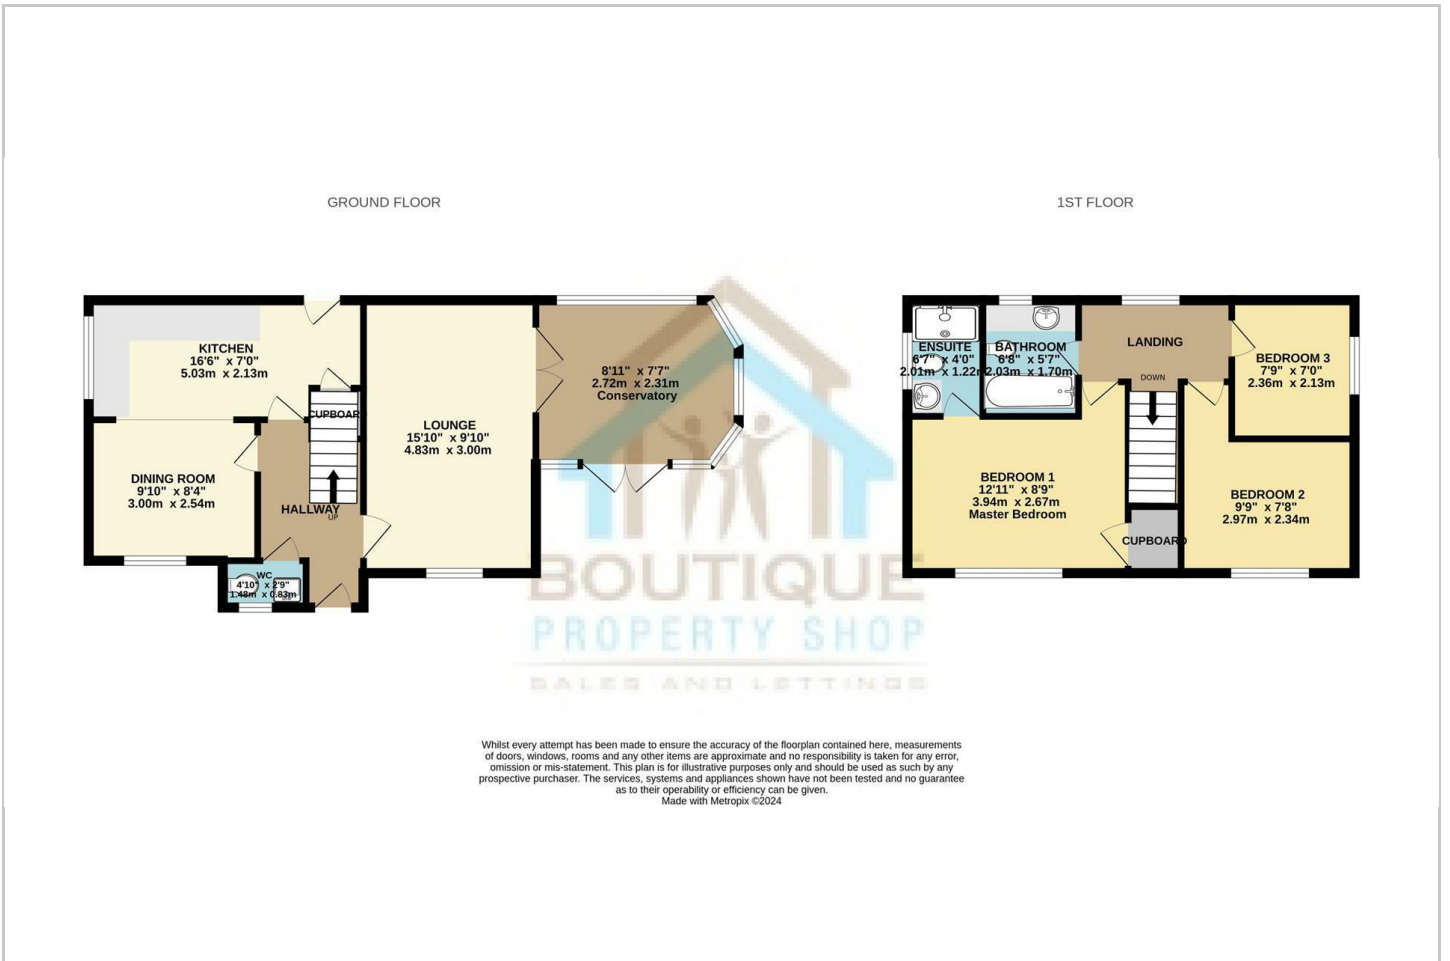 GROUND FLOOR
KITCHEN
16'6" x 7'0"
5.03m x 2.13m
CUPBOAR
DINING ROOM
9'10" x 8'4"
3.00m x 2.54m
HALLWAY
UP
WC
4'10" x 2'9"
1.48m x 0.83m
LOUNGE
15'10" x 9'10"
4.83m x 3.00m
8'11" x 7'7"
2.72m x 2.31m
Conservatory
1ST FLOOR
ENSUITE
6'7" x 4'0"
2.01m x 1.22m
BATHROOM
6'8" x 5'7"
2.03m x 1.70m
LANDING
DOWN
BEDROOM 3
7'9" x 7'0"
2.36m x 2.13m
BEDROOM 1
12'11" x 8'9"
3.94m x 2.67m
Master Bedroom
CUPBOARD
BEDROOM 2
9'9" x 7'8"
2.97m x 2.34m
BOUTIQUE
PROPERTY SHOP
SALES AND LETTINGS
Whilst every attempt has been made to ensure the accuracy of the floorplan contained here, measurements
of doors, windows, rooms and any other items are approximate and no responsibility is taken for any error,
omission or mis-statement. This plan is for illustrative purposes only and should be used as such by any
prospective purchaser. The services, systems and appliances shown have not been tested and no guarantee
as to their operability or efficiency can be given.
Made with Metropix ©2024